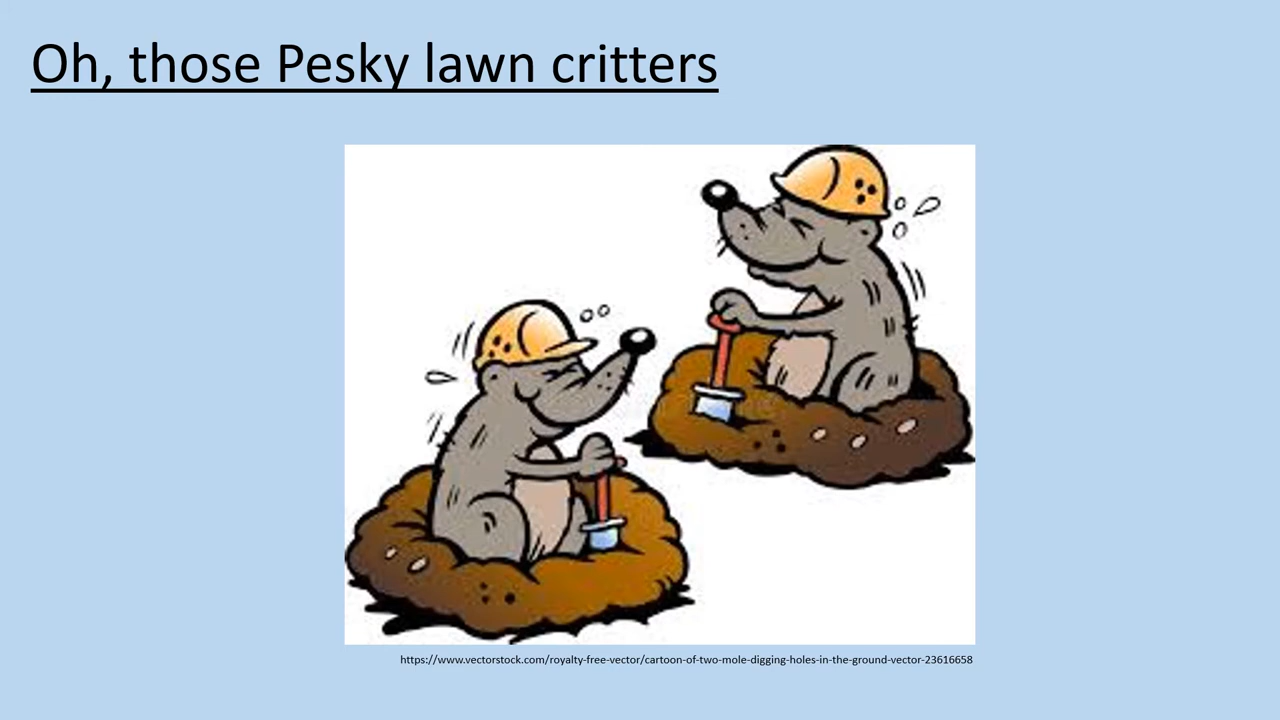 Oh, those Pesky lawn critters
https://www.vectorstock.com/royalty-free-vector/cartoon-of-two-mole-digging-holes-in-the-ground-vector-23616658